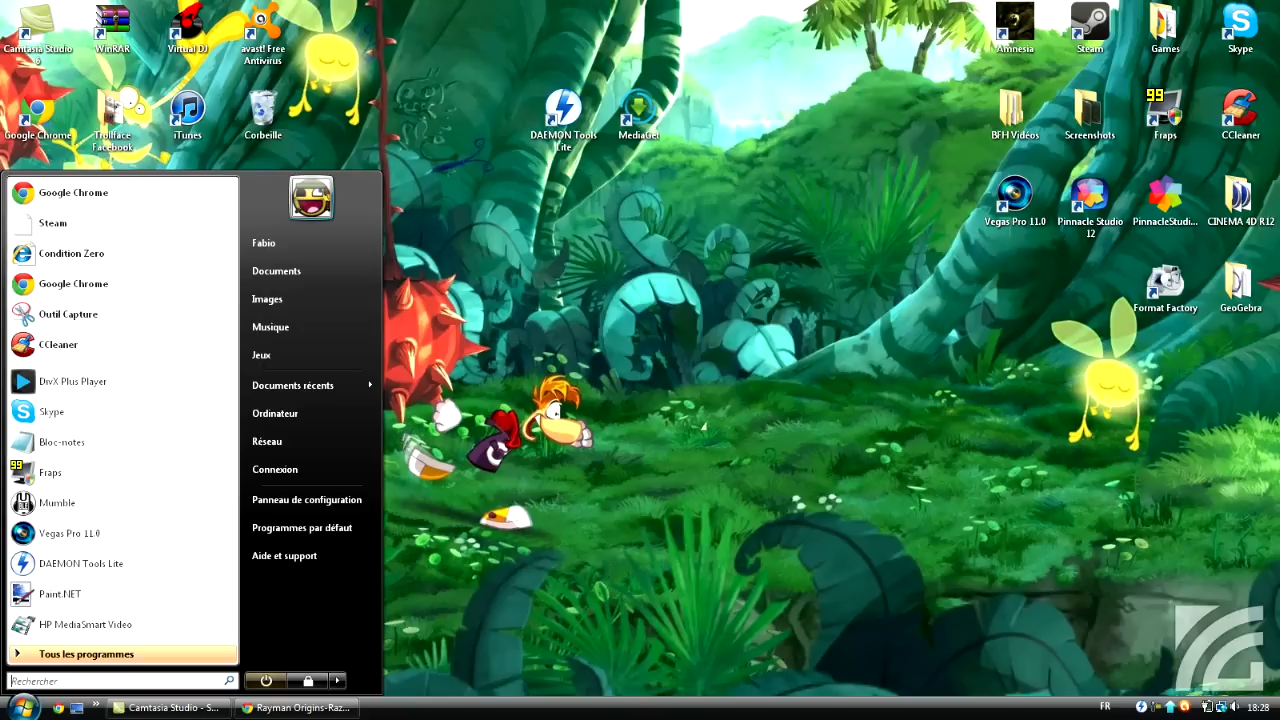 Camtasia Studio
6
WinRAR
Virtual DJ
avast! Free
Antivirus
Google Chrome
Trollface
Facebook
iTunes
Corbeille
DAEMON Tools
Lite
MediaGet
Amnesia
Steam
Games
Skype
BFH Vidéos
Screenshots
99
Fraps
CCleaner
Vegas Pro 11.0
Pinnacle Studio
12
PinnacleStudi...
CINEMA 4D R12
Format Factory
GeoGebra
Google Chrome
Steam
Condition Zero
Google Chrome
Outil Capture
CCleaner
DivX Plus Player
Skype
Bloc-notes
99
Fraps
Mumble
Vegas Pro 11.0
DAEMON Tools Lite
Paint.NET
HP MediaSmart Video
Tous les programmes
Rechercher
Fabio
Documents
Images
Musique
Jeux
Documents récents
Ordinateur
Réseau
Connexion
Panneau de configuration
Programmes par défaut
Aide et support
Camtasia Studio - S...
Rayman Origins-Raz...
FR
18:28